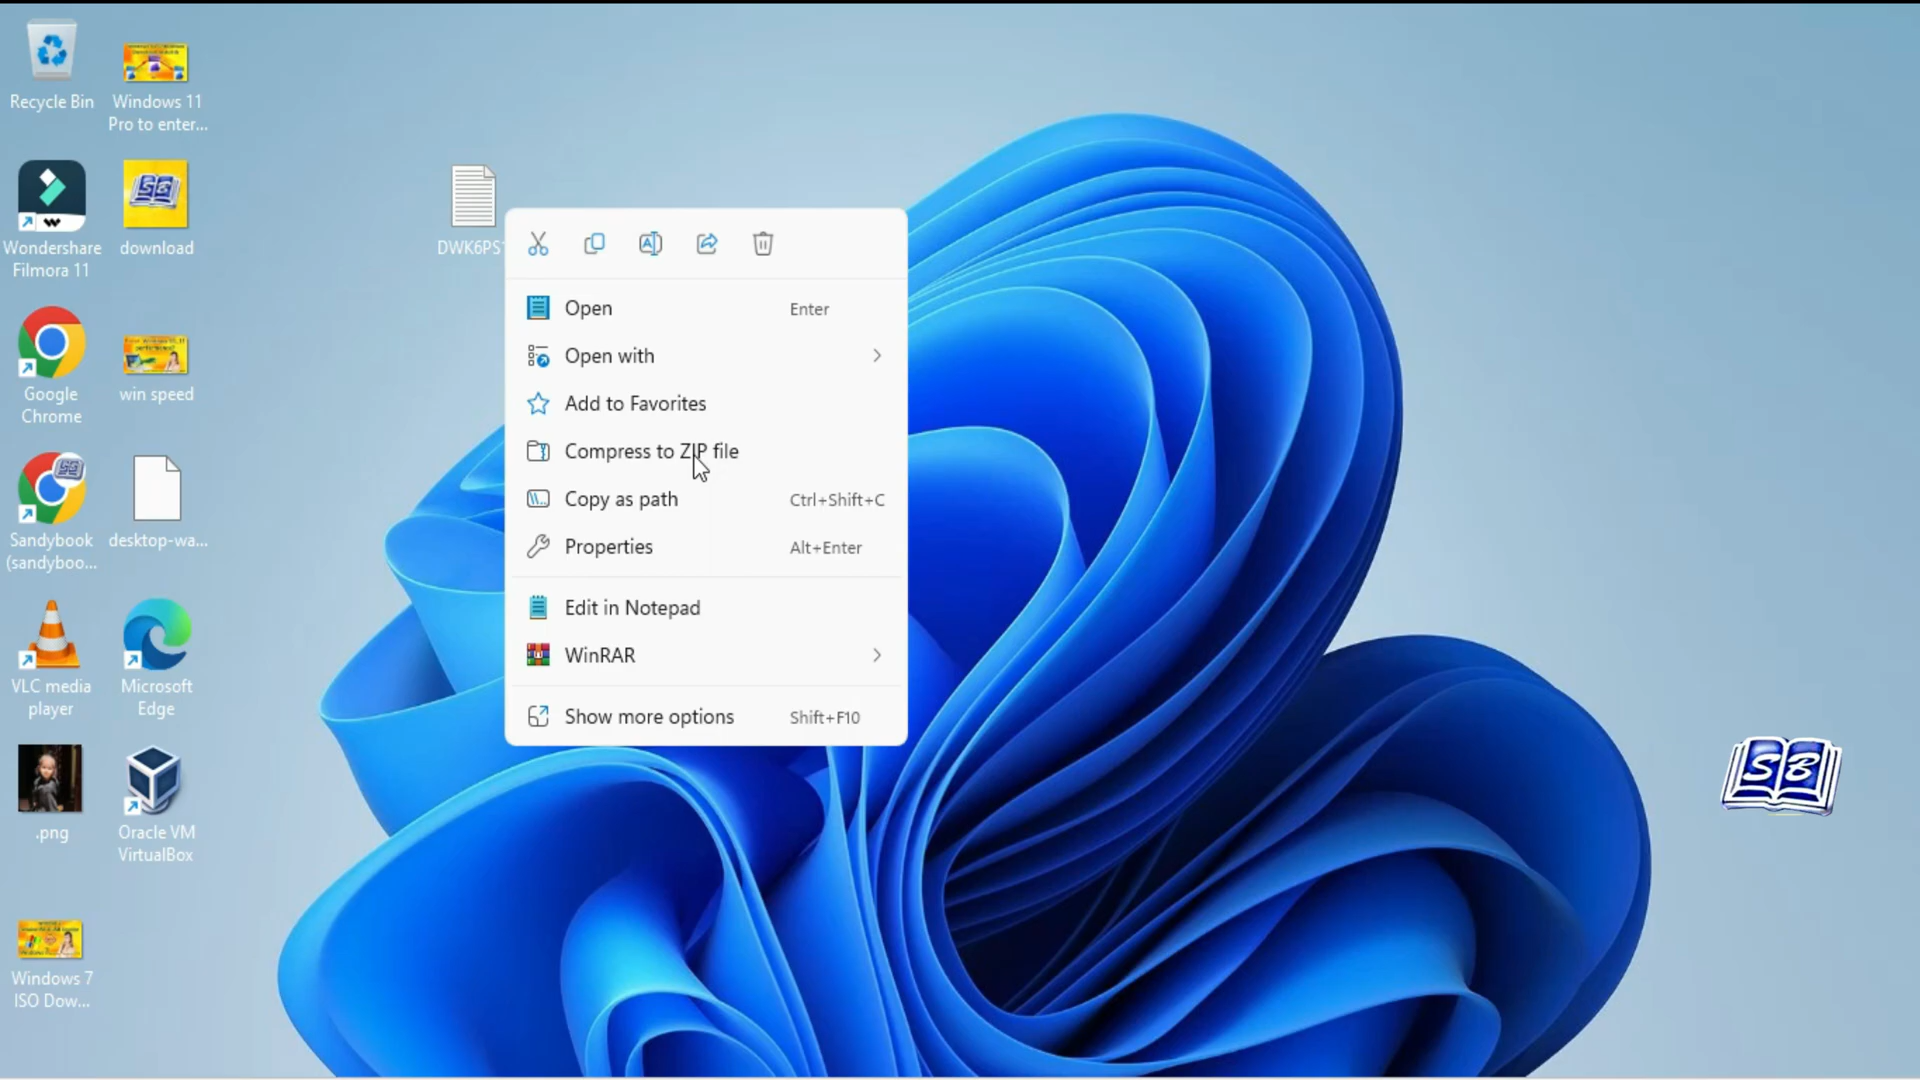 Recycle Bin
Windows 11
Pro to enter...
Wondershare
Filmora 11
download
Google
Chrome
win speed
Sandybook
(sandyboo...
desktop-wa...
VLC media
player
Microsoft
Edge
.png
Oracle VM
VirtualBox
Windows 7
ISO Dow...
DWK6PS
Open Enter
Open with
Add to Favorites
Compress to ZIP file
Copy as path Ctrl+Shift+C
Properties Alt+Enter
Edit in Notepad
WinRAR
Show more options Shift+F10
SB